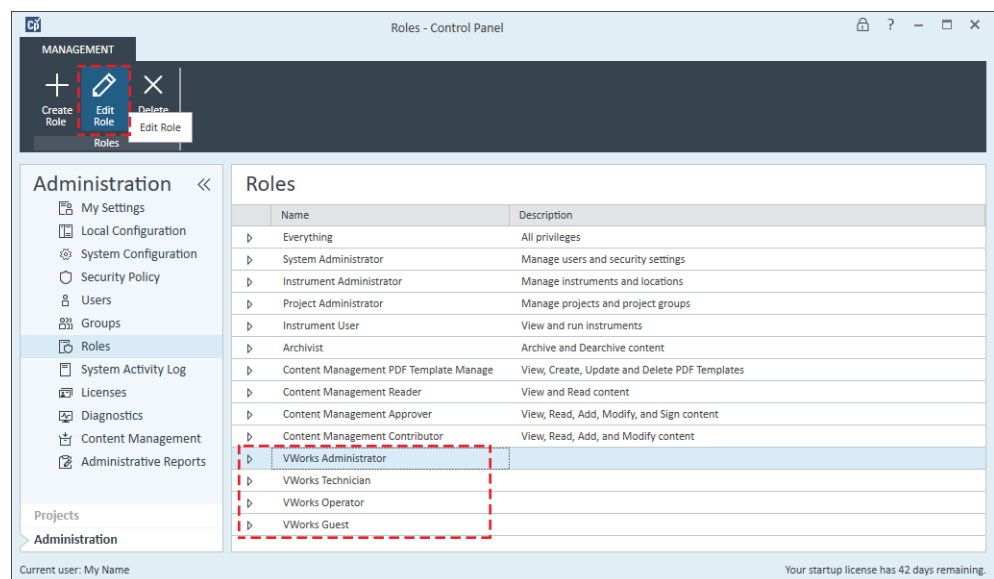 Cp
Roles - Control Panel
?
MANAGEMENT
Create Role
Edit Role
Delete
Edit Role
Roles
Administration
My Settings
Local Configuration
System Configuration
Security Policy
Users
Groups
Roles
System Activity Log
Licenses
Diagnostics
Content Management
Administrative Reports
Projects
Administration
Roles
Name Description
Everything All privileges
System Administrator Manage users and security settings
Instrument Administrator Manage instruments and locations
Project Administrator Manage projects and project groups
Instrument User View and run instruments
Archivist Archive and Dearchive content
Content Management PDF Template Manage View, Create, Update and Delete PDF Templates
Content Management Reader View and Read content
Content Management Approver View, Read, Add, Modify, and Sign content
Content Management Contributor View, Read, Add, and Modify content
VWorks Administrator
VWorks Technician
VWorks Operator
VWorks Guest
Current user: My Name
Your startup license has 42 days remaining.